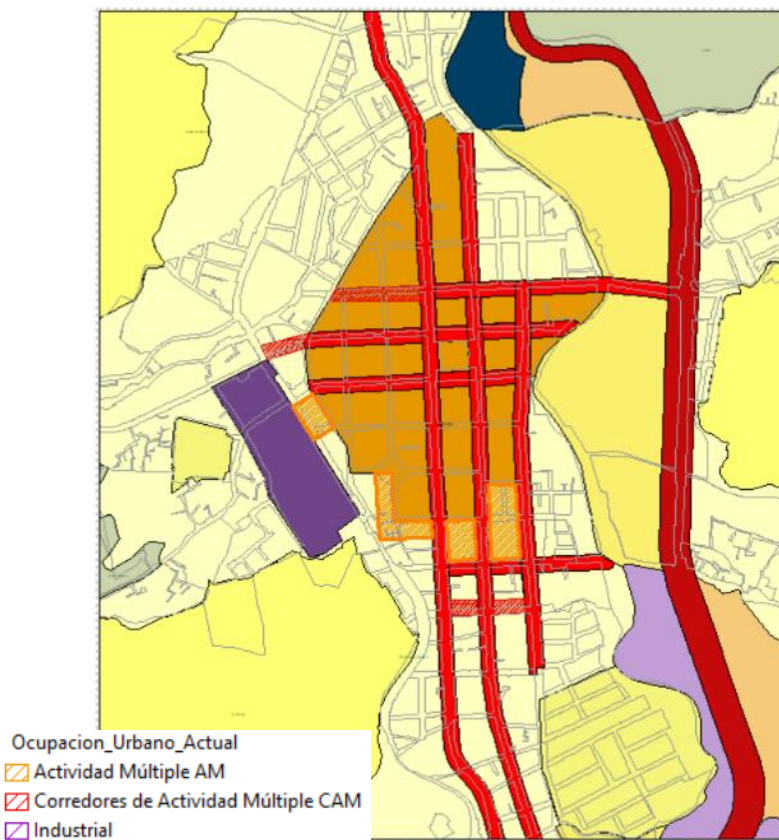 Ocupacion_Urbano_Actual
Actividad Múltiple AM
Corredores de Actividad Múltiple CAM
Industrial